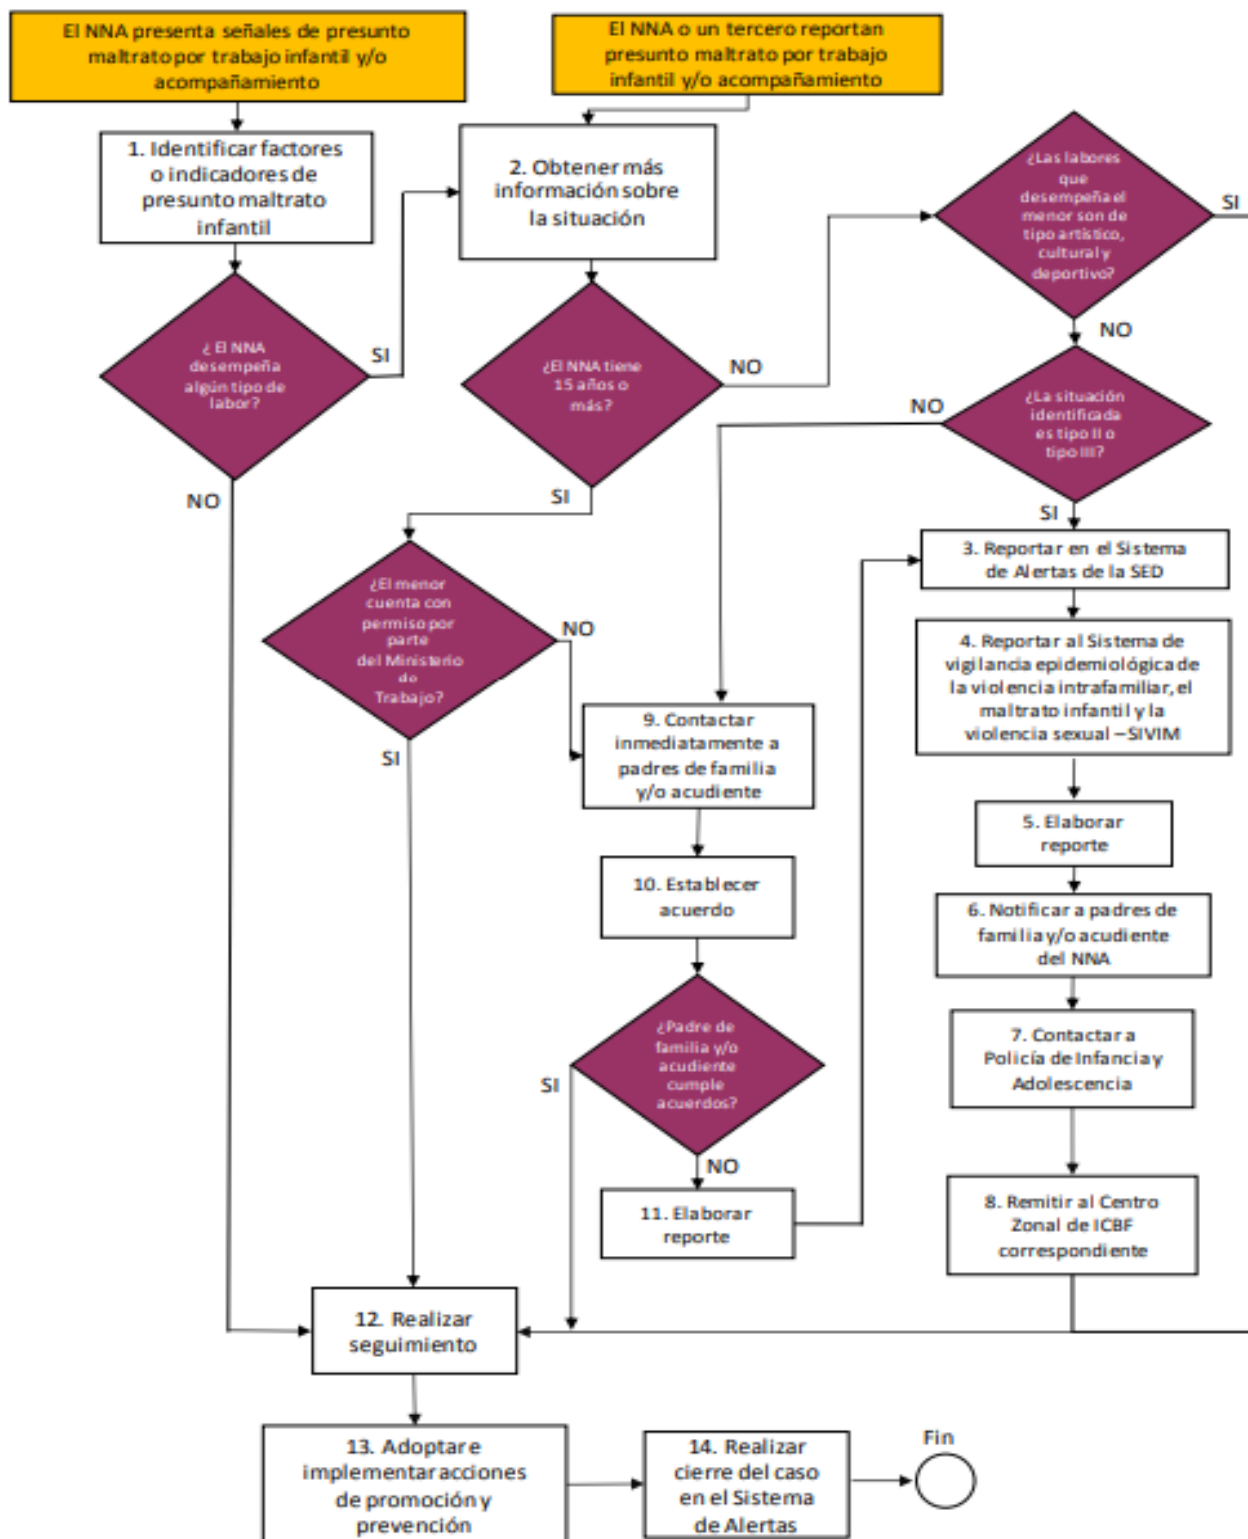 El NNA presenta señales de presunto
maltrato por trabajo infantil y/o
acompañamiento
El NNA o un tercero reportan
presunto maltrato por trabajo
infantil y/o acompañamiento
1. Identificar factores
o indicadores de
presunto maltrato
infantil
2. Obtener más
información sobre
la situación
¿Las labores
que
desempeña el
menor son de
tipo artístico,
cultural y
deportivo?
SI
NO
¿El NNA
desempeña
algún tipo de
labor?
SI
NO
¿El NNA tiene
15 años o
más?
NO
SI
¿La situación
identificada
es tipo II o
tipo III?
NO
SI
¿El menor
cuenta con
permiso por
parte
del Ministerio
de
Trabajo?
NO
SI
3. Reportar en el Sistema
de Alertas de la SED
4. Reportar al Sistema de
vigilancia epidemiológica de
la violencia intrafamiliar, el
maltrato infantil y la
violencia sexual –SIVIM
5. Elaborar
reporte
6. Notificar a padres de
familia y/o acudiente
del NNA
7. Contactar a
Policía de Infancia y
Adolescencia
8. Remitir al Centro
Zonal de ICBF
correspondiente
9. Contactar
inmediatamente a
padres de familia
y/o acudiente
10. Establecer
acuerdo
¿Padre de
familia y/o
acudiente
cumple
acuerdos?
SI
NO
11. Elaborar
reporte
12. Realizar
seguimiento
13. Adoptar e
implementar acciones
de promoción y
prevención
14. Realizar
cierre del caso
en el Sistema
de Alertas
Fin